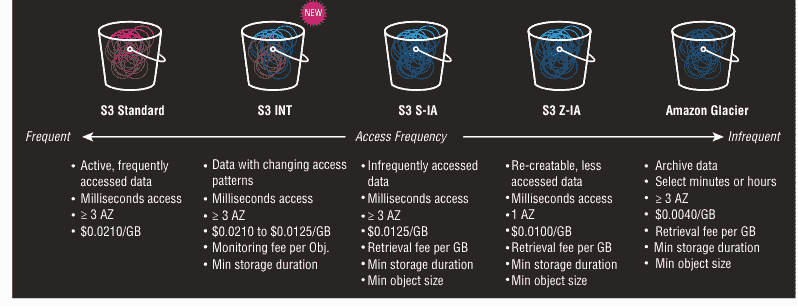 NEW
S3 Standard
S3 INT
S3 S-IA
S3 Z-IA
Amazon Glacier
Frequent
Access Frequency
Infrequent
• Active, frequently
accessed data
• Milliseconds access
• ≥ 3 AZ
• $0.0210/GB
• Data with changing access
patterns
• Milliseconds access
• ≥ 3 AZ
• $0.0210 to $0.0125/GB
• Monitoring fee per Obj.
• Min storage duration
• Infrequently accessed
data
• Milliseconds access
• ≥ 3 AZ
• $0.0125/GB
• Retrieval fee per GB
• Min storage duration
• Min object size
• Re-creatable, less
accessed data
• Milliseconds access
• 1 AZ
• $0.0100/GB
• Retrieval fee per GB
• Min storage duration
• Min object size
• Archive data
• Select minutes or hours
• ≥ 3 AZ
• $0.0040/GB
• Retrieval fee per GB
• Min storage duration
• Min object size